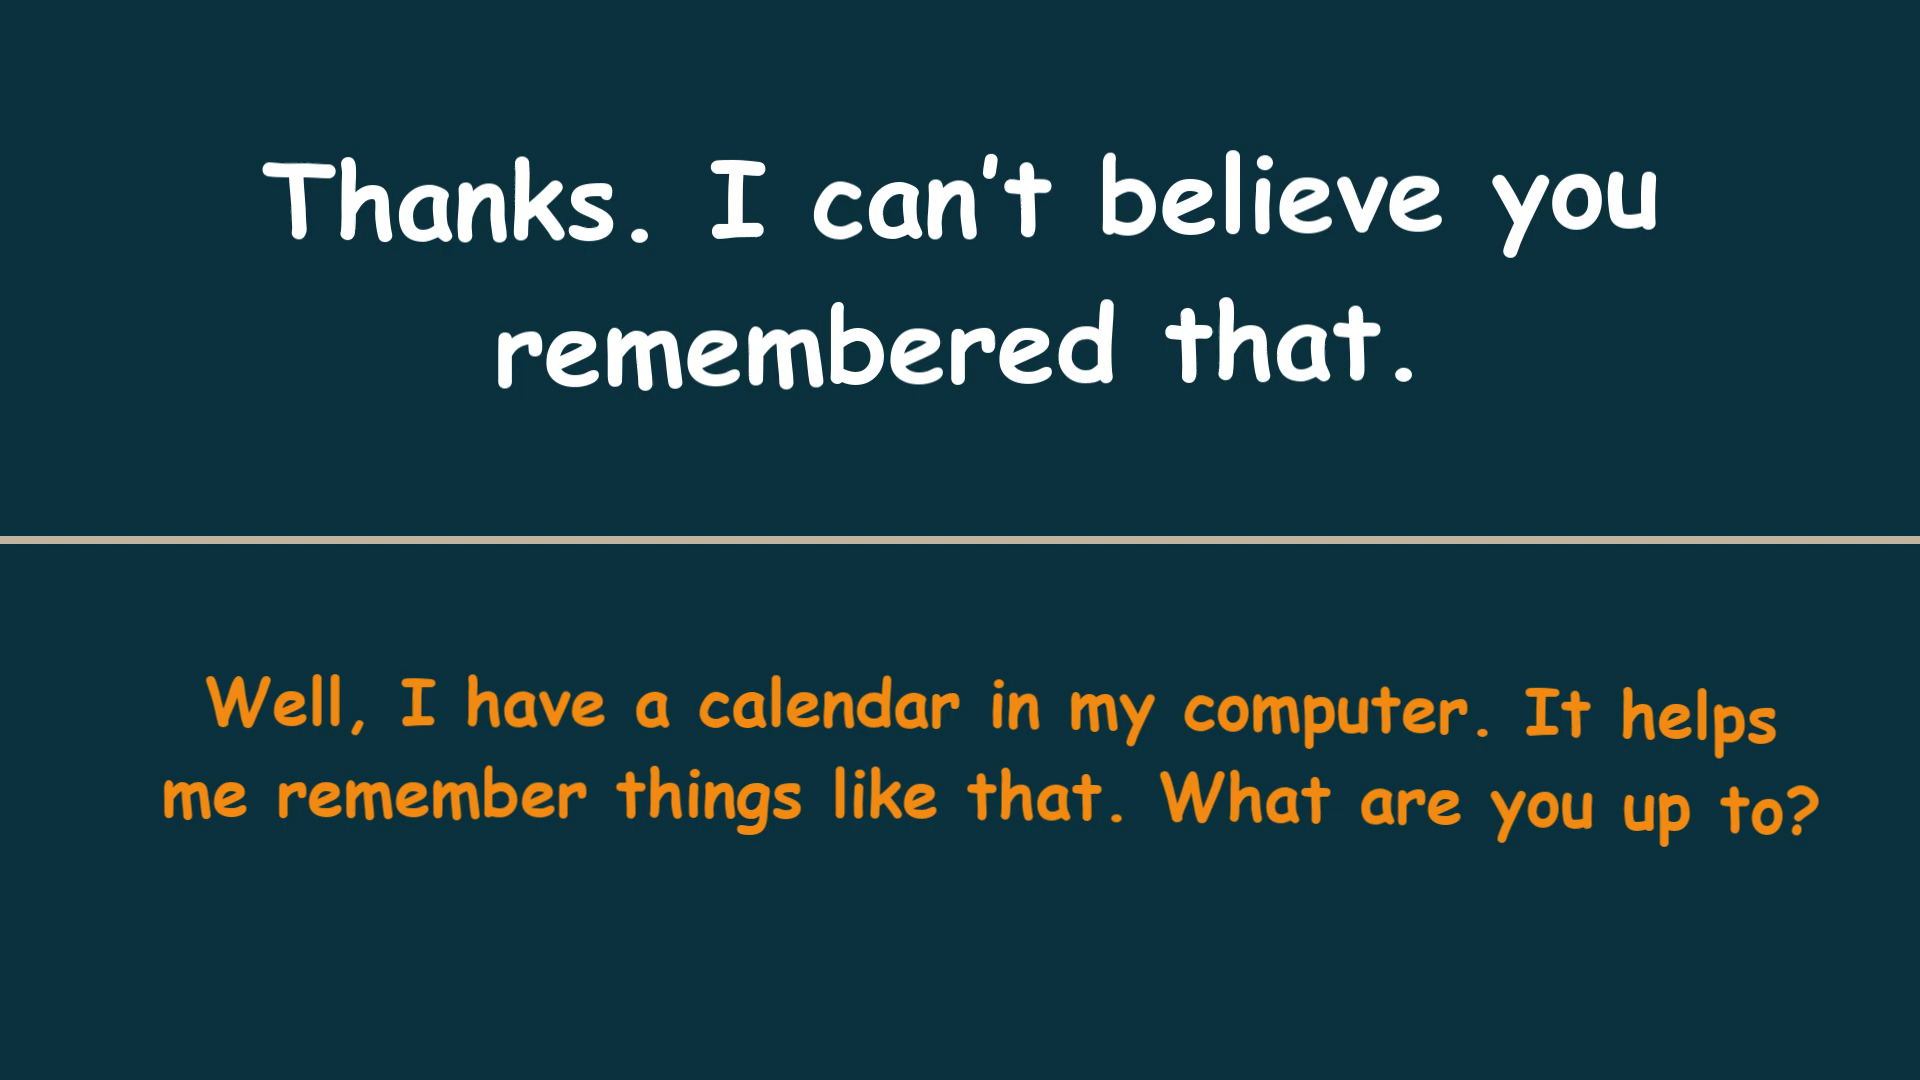 Thanks. I can't believe you
remembered that.
Well, I have a calendar in my computer. It helps
me remember things like that. What are you up to?